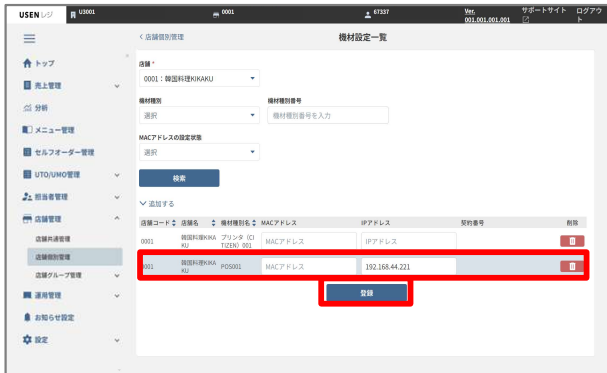 USEN レジ U3001 0001 67337 Ver. 001.001.001.001 サポートサイト ログアウト
店舗個別管理 機材設定一覧
トップ
売上管理
分析
メニュー管理
セルフオーダー管理
UTO/UMO管理
担当者管理
店舗管理
店舗共通管理
店舗個別管理
店舗グループ管理
運用管理
お知らせ設定
設定
店舗 *
0001：韓国料理KIKAKU
機材種別 機材種別番号
選択 機材種別番号を入力
MACアドレスの設定状態
選択
検索
追加する
店舗コード 店舗名 機材種別名 MACアドレス IPアドレス 契約番号 削除
0001 韓国料理KIKAKU プリンタ（CITIZEN）001 MACアドレス IPアドレス
0001 韓国料理KIKAKU POS001 MACアドレス 192.168.44.221
登録